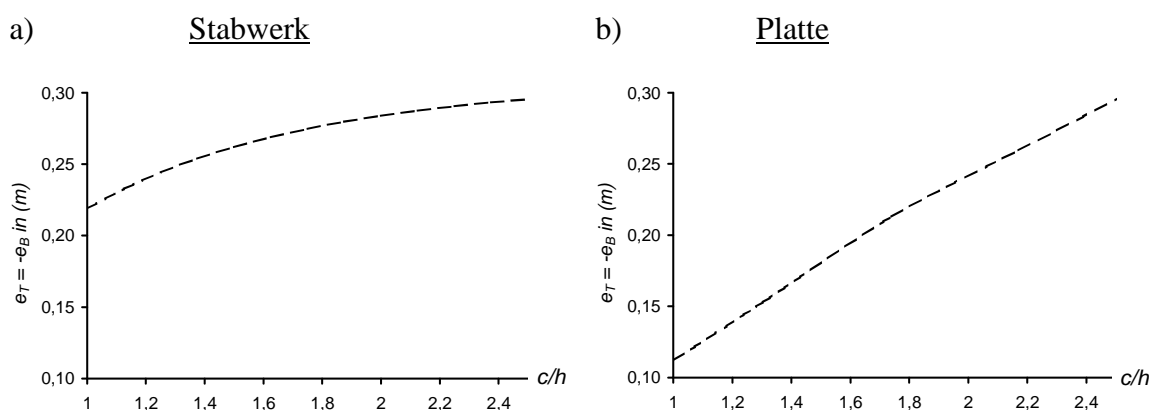 a) Stabwerk
0,30
0,25
0,20
0,15
0,10
e_T = -e_B in (m)
1 1,2 1,4 1,6 1,8 2 2,2 2,4
c/h
b) Platte
0,30
0,25
0,20
0,15
0,10
e_T = -e_B in (m)
1 1,2 1,4 1,6 1,8 2 2,2 2,4
c/h